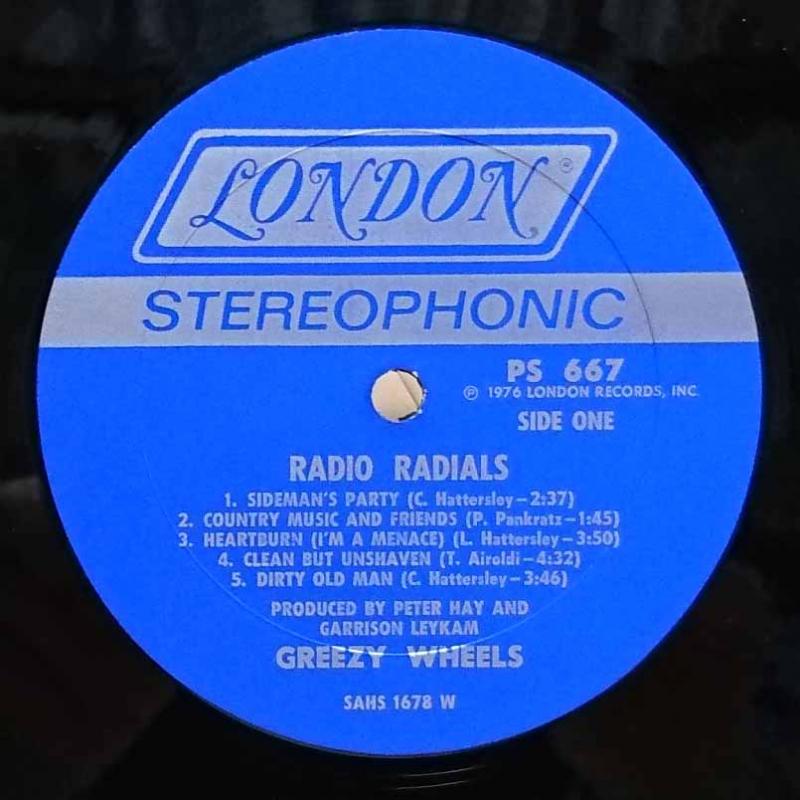 LONDON ®
STEREOPHONIC
PS 667
℗ 1976 LONDON RECORDS, INC.
SIDE ONE
RADIO RADIALS
1. SIDEMAN'S PARTY (C. Hattersley–2:37)
2. COUNTRY MUSIC AND FRIENDS (P. Pankratz–1:45)
3. HEARTBURN (I'M A MENACE) (L. Hattersley–3:50)
4. CLEAN BUT UNSHAVEN (T. Airoldi–4:32)
5. DIRTY OLD MAN (C. Hattersley–3:46)
PRODUCED BY PETER HAY AND
GARRISON LEYKAM
GREEZY WHEELS
SAHS 1678 W